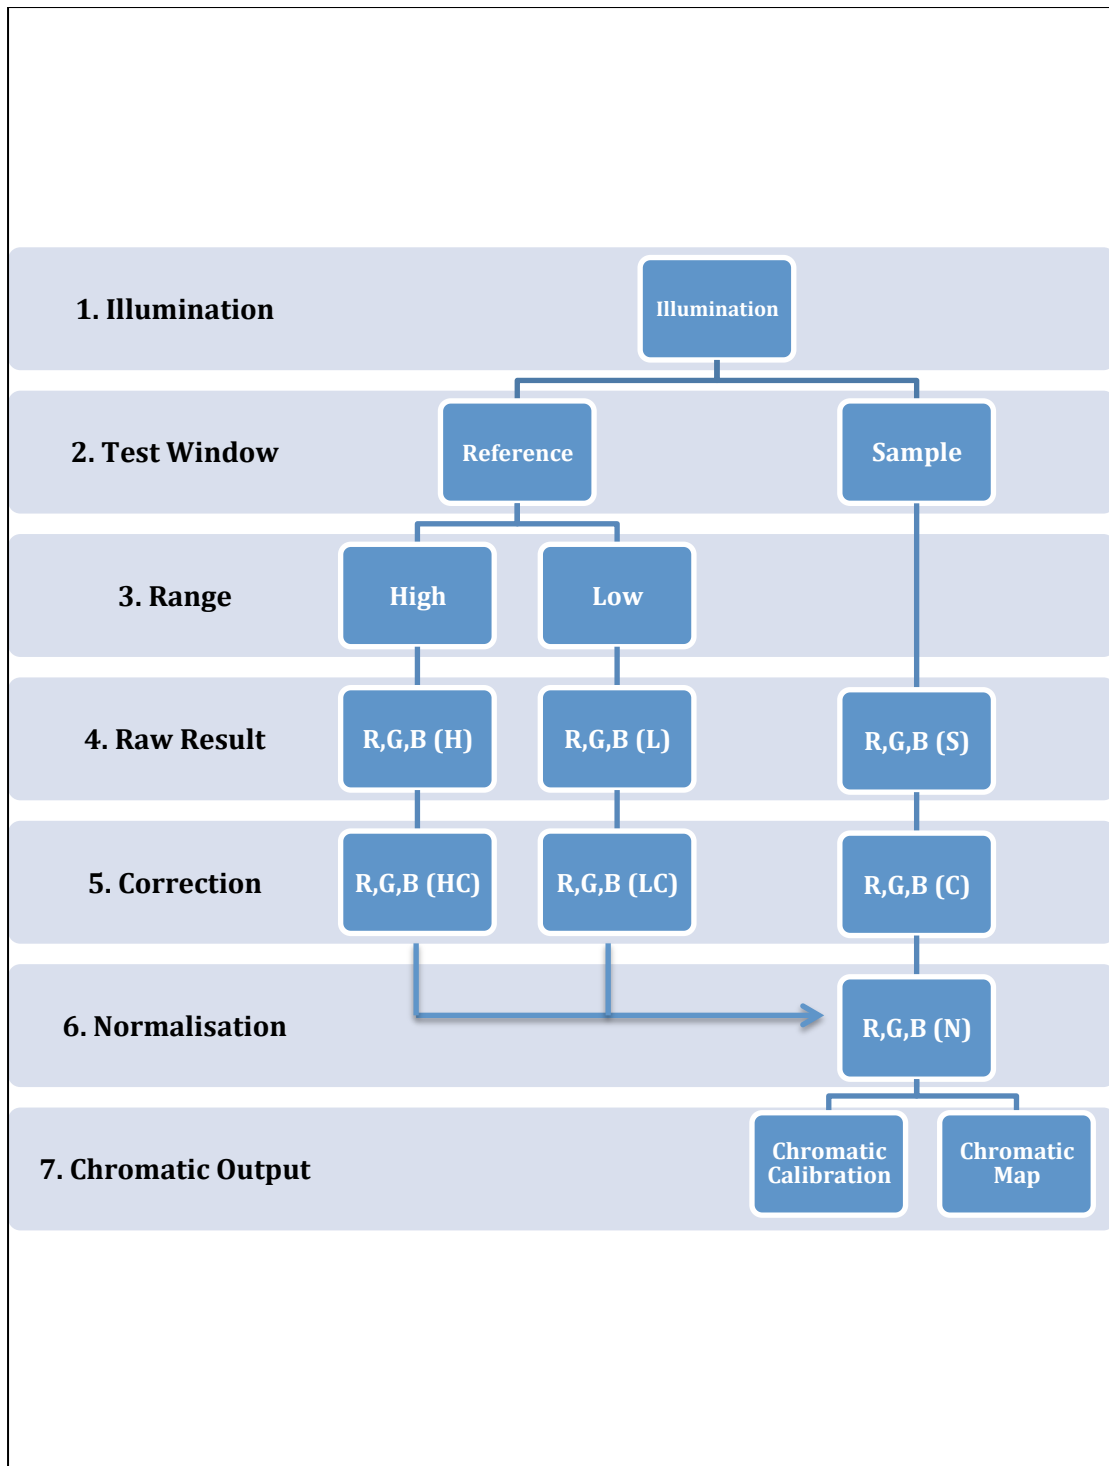 1. Illumination
Illumination
2. Test Window
Reference
Sample
3. Range
High
Low
4. Raw Result
R,G,B (H)
R,G,B (L)
R,G,B (S)
5. Correction
R,G,B (HC)
R,G,B (LC)
R,G,B (C)
6. Normalisation
R,G,B (N)
7. Chromatic Output
Chromatic
Calibration
Chromatic
Map